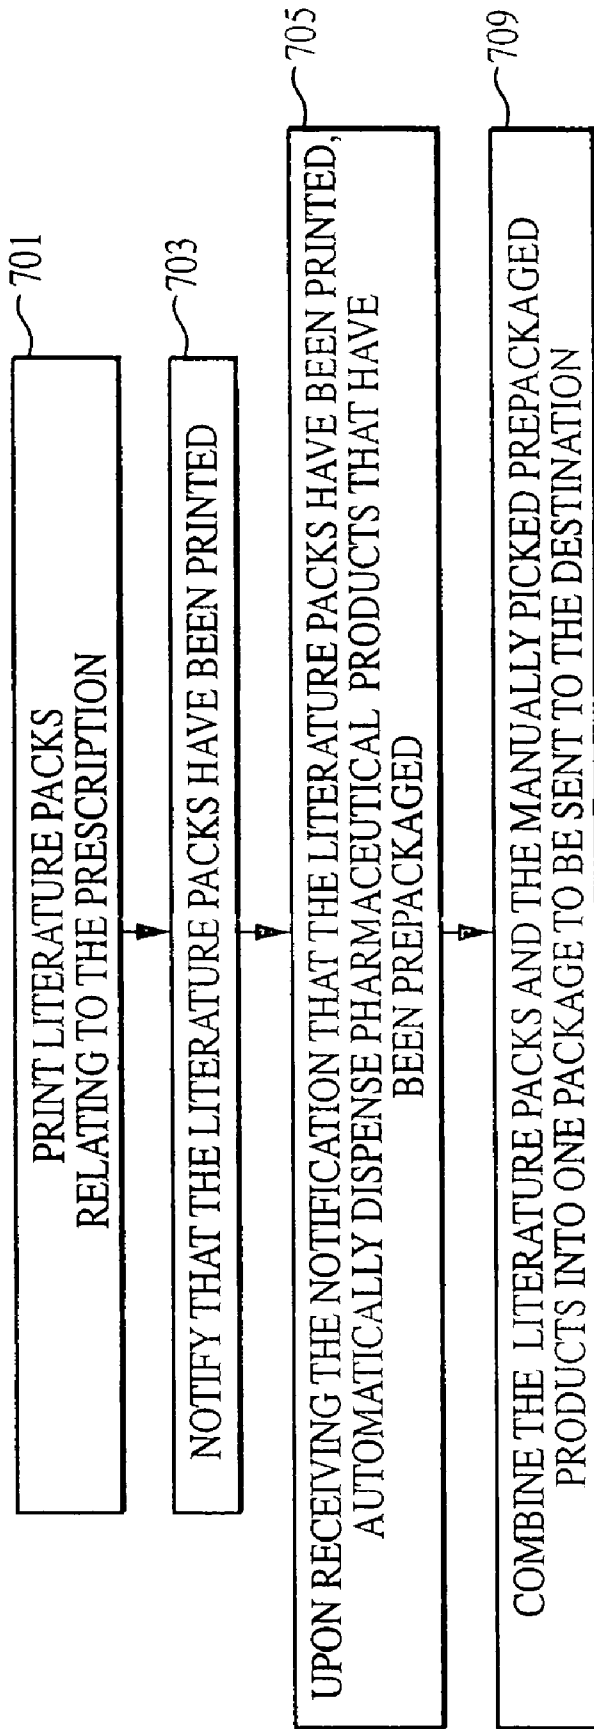 701
PRINT LITERATURE PACKS
RELATING TO THE PRESCRIPTION
703
NOTIFY THAT THE LITERATURE PACKS HAVE BEEN PRINTED
705
UPON RECEIVING THE NOTIFICATION THAT THE LITERATURE PACKS HAVE BEEN PRINTED,
AUTOMATICALLY DISPENSE PHARMACEUTICAL PRODUCTS THAT HAVE
BEEN PREPACKAGED
709
COMBINE THE LITERATURE PACKS AND THE MANUALLY PICKED PREPACKAGED
PRODUCTS INTO ONE PACKAGE TO BE SENT TO THE DESTINATION